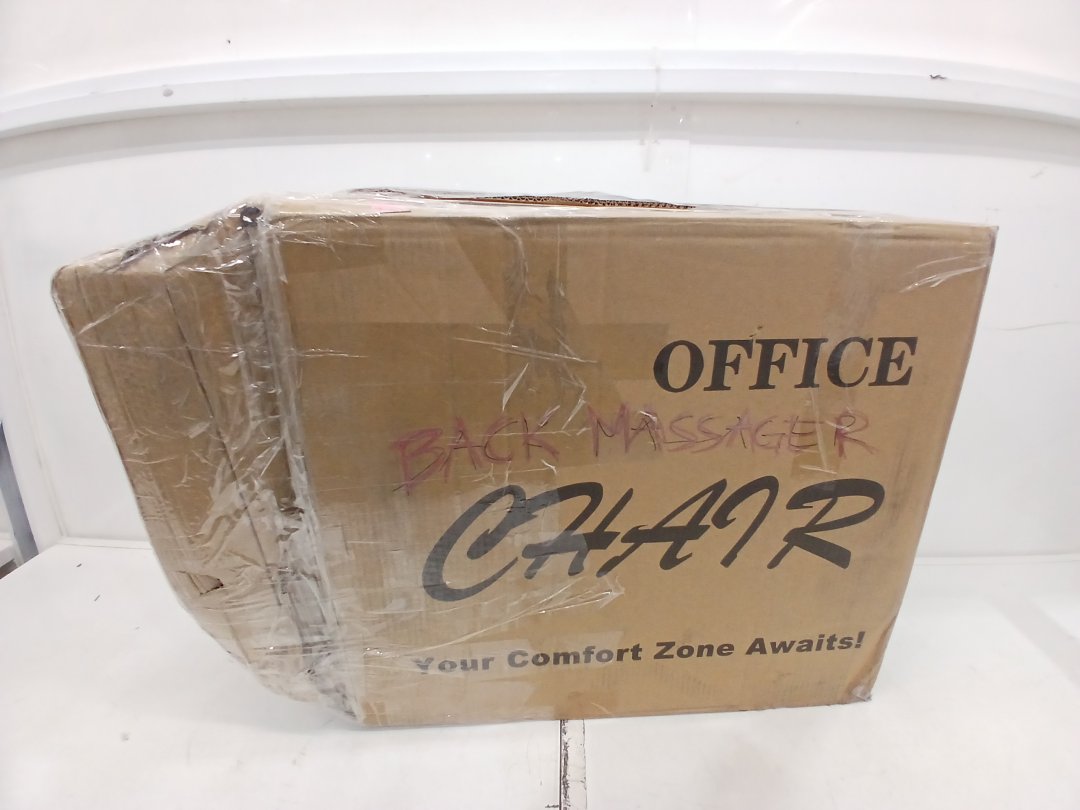 OFFICE
BACK MASSAGER
CHAIR
Your Comfort Zone Awaits!